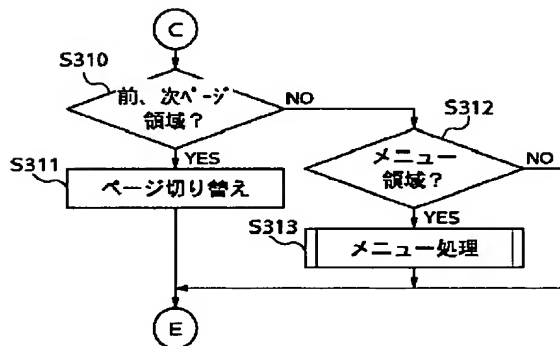 C
S310
前、次ページ
領域?
NO
S312
S311
YES
ページ切り替え
メニュー
領域?
NO
YES
S313
メニュー処理
E